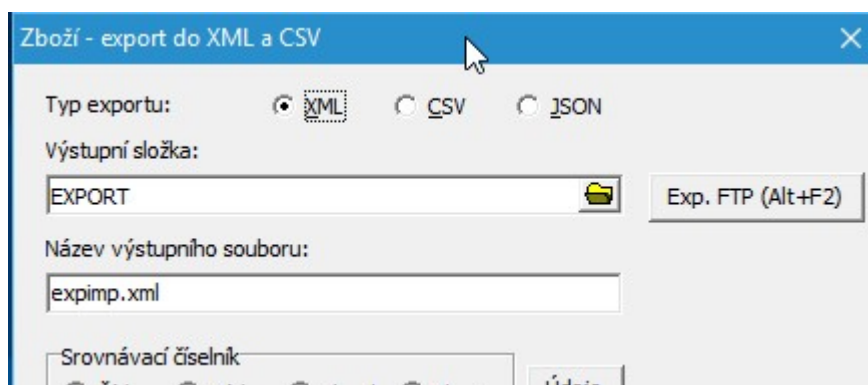 Zboží - export do XML a CSV
Typ exportu: XML CSV JSON
Výstupní složka:
EXPORT Exp. FTP (Alt+F2)
Název výstupního souboru:
expimp.xml
Srovnávací číselník